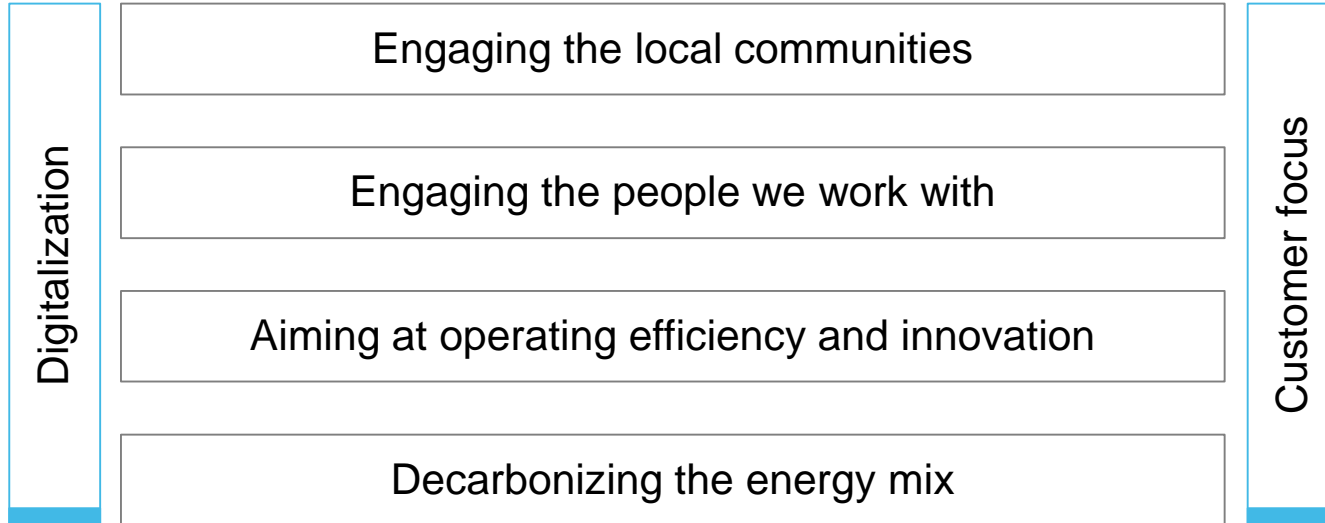 Digitalization
Engaging the local communities
Engaging the people we work with
Aiming at operating efficiency and innovation
Decarbonizing the energy mix
Customer focus